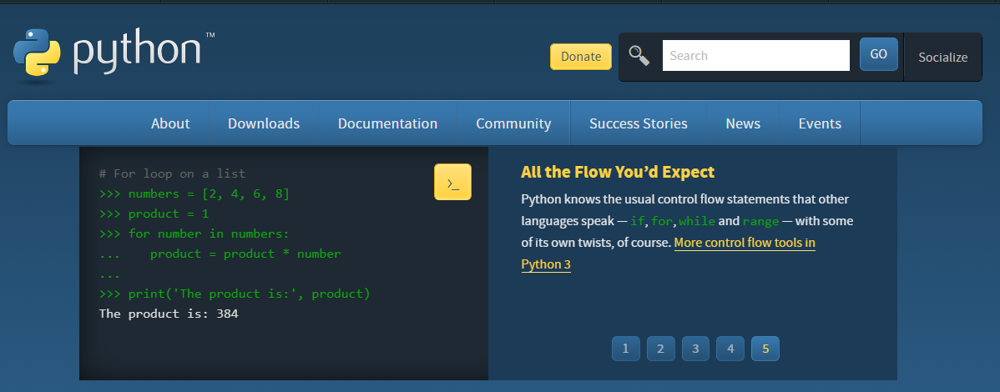 python™
Donate
Search
GO
Socialize
About Downloads Documentation Community Success Stories News Events
# For loop on a list
>>> numbers = [2, 4, 6, 8]
>>> product = 1
>>> for number in numbers:
...    product = product * number
...
>>> print('The product is:', product)
The product is: 384
>_
All the Flow You’d Expect
Python knows the usual control flow statements that other
languages speak — if, for, while and range — with some
of its own twists, of course. More control flow tools in
Python 3
1 2 3 4 5